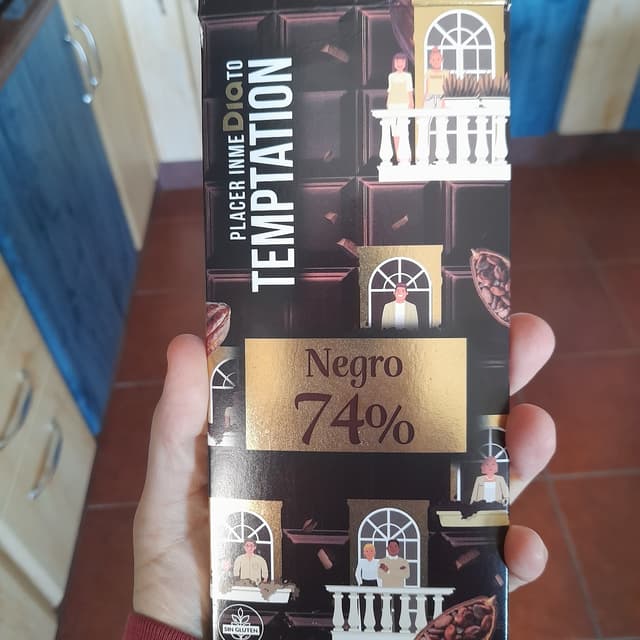 PLACER INMEDIATO
TEMPTATION
Negro
74%
SIN GLUTEN